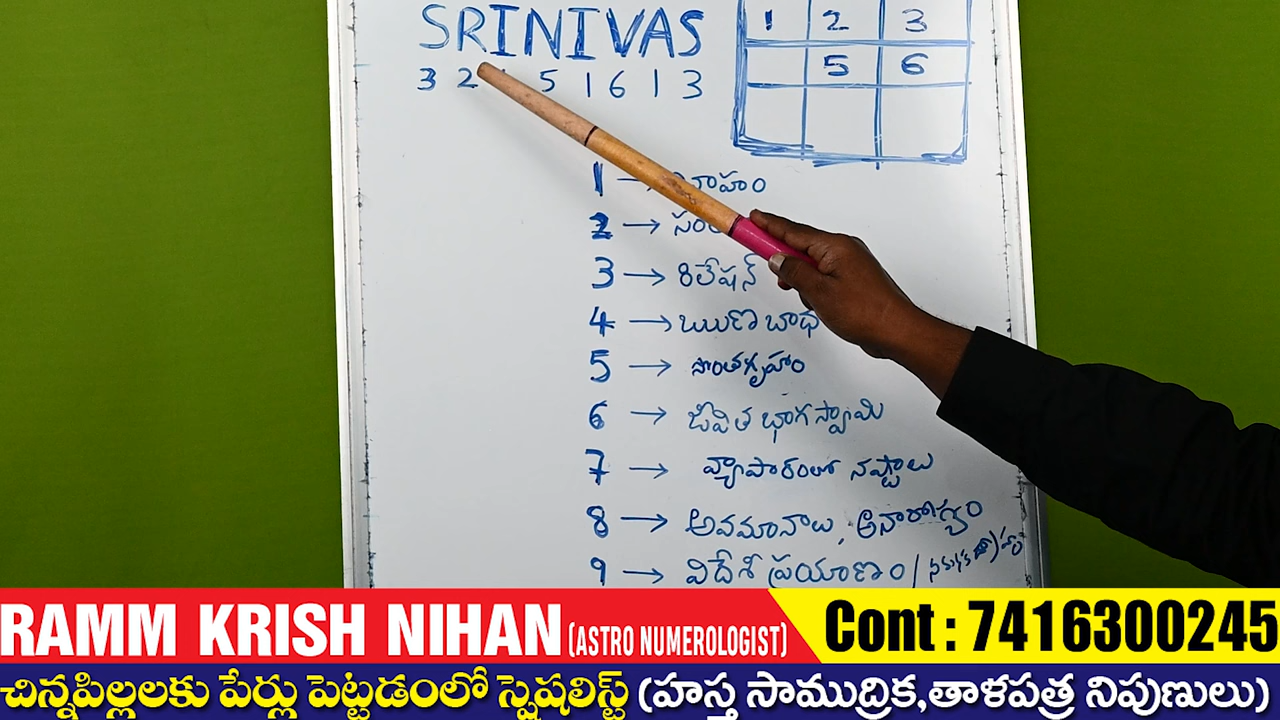 SRINIVAS
3 2 5 1 6 1 3
1 2 3
5 6
1 →
2 →
3 → రిలేషన్
4 → ఋణ బాధ
5 → సొంతగృహం
6 → జీవిత భాగస్వామి
7 → వ్యాపారంలో నష్టాలు
8 → అవమానాలు, అనారోగ్యం
9 → విదేశీ ప్రయాణం /
RAMM KRISH NIHAN (ASTRO NUMEROLOGIST)
Cont : 7416300245
చిన్నపిల్లలకు పేర్లు పెట్టడంలో స్పెషలిస్ట్ (హస్త సాముద్రిక,తాళపత్ర నిపుణులు)